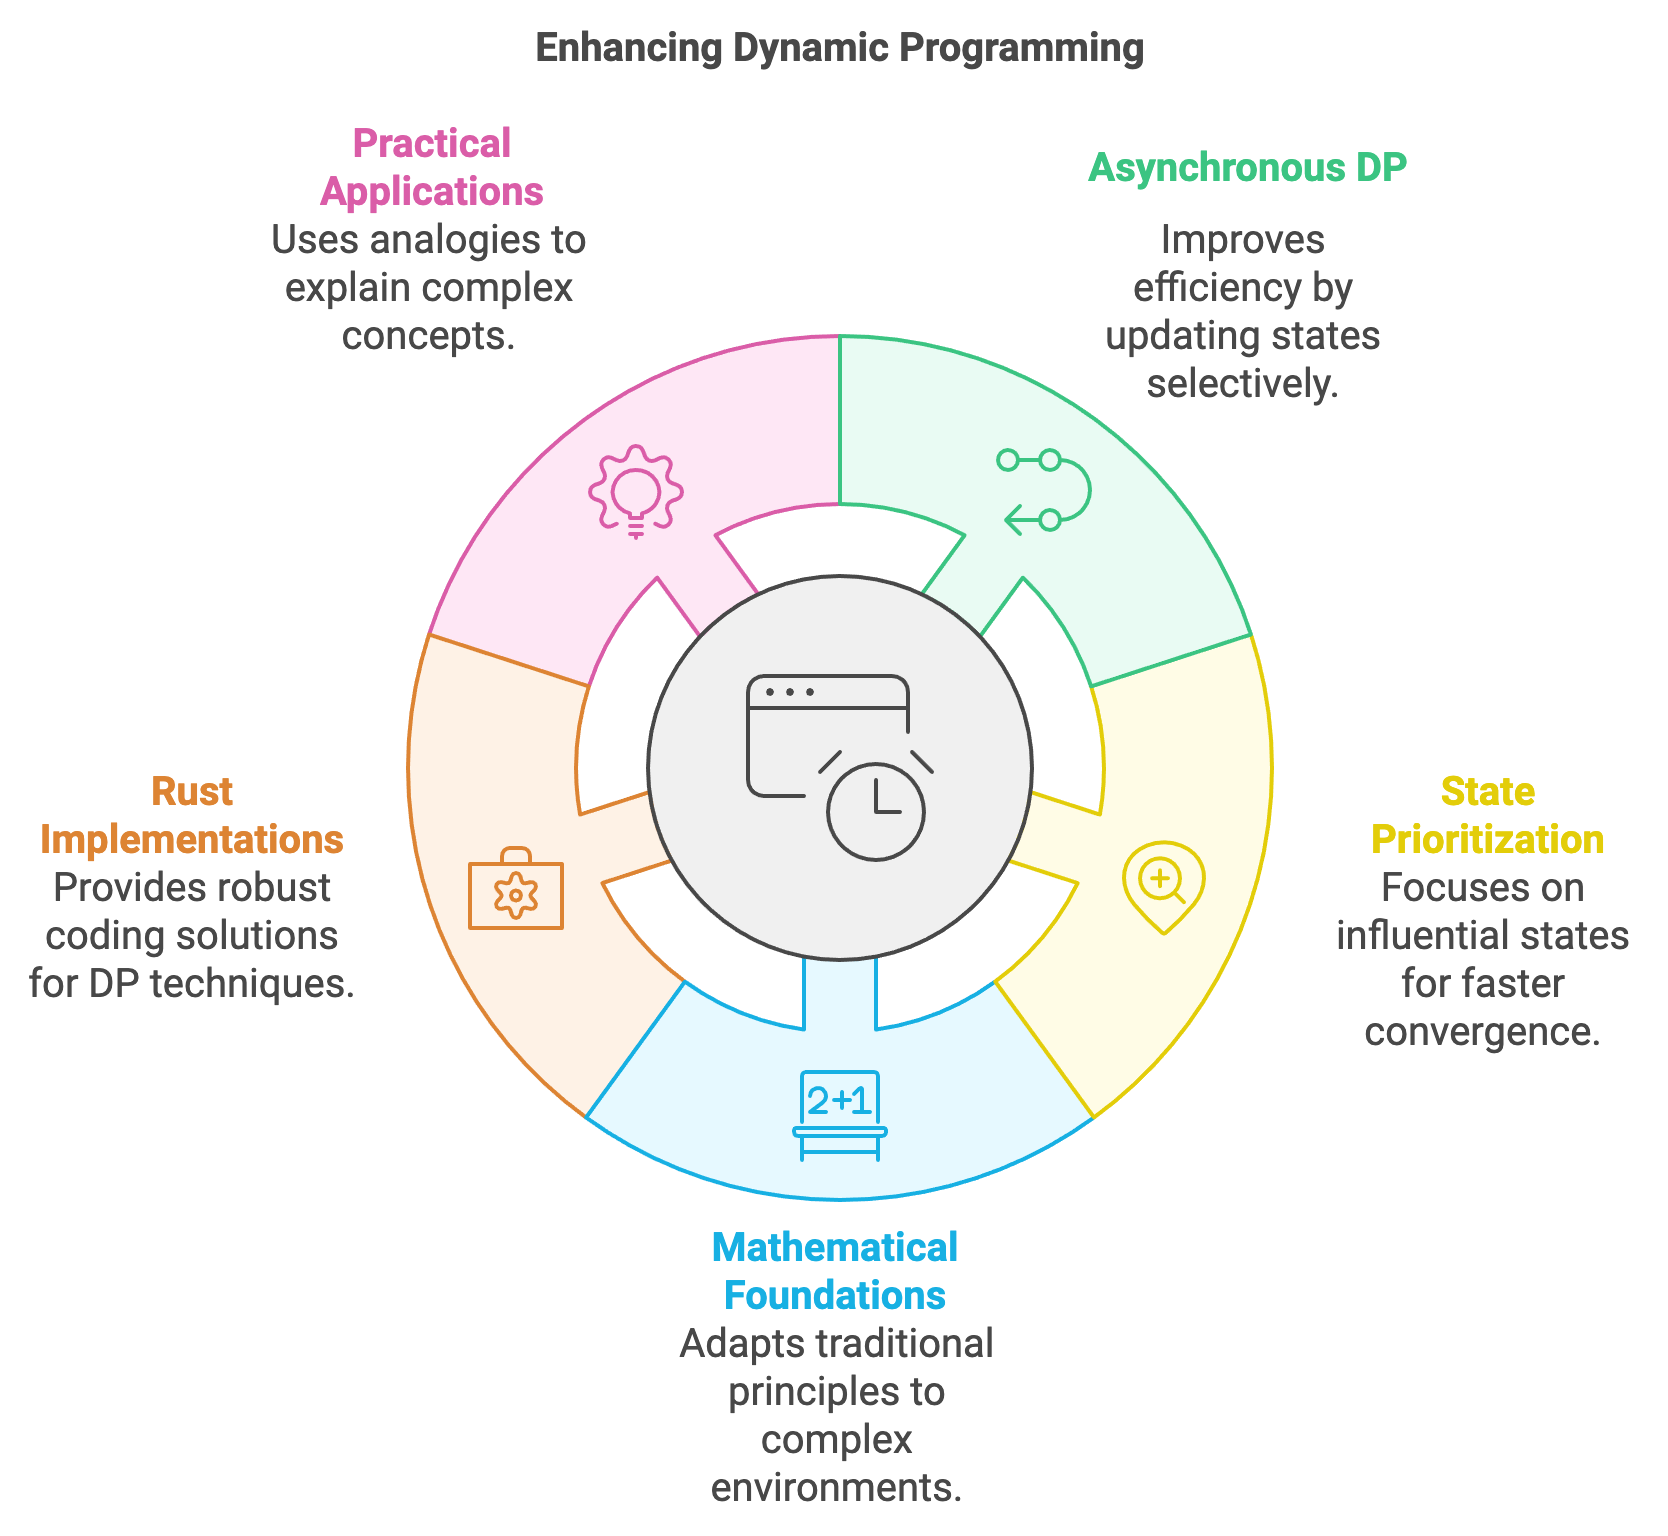 Enhancing Dynamic Programming
Practical
Applications
Uses analogies to
explain complex
concepts.
Asynchronous DP
Improves
efficiency by
updating states
selectively.
Rust
Implementations
Provides robust
coding solutions
for DP techniques.
State
Prioritization
Focuses on
influential states
for faster
convergence.
2+1
Mathematical
Foundations
Adapts traditional
principles to
complex
environments.